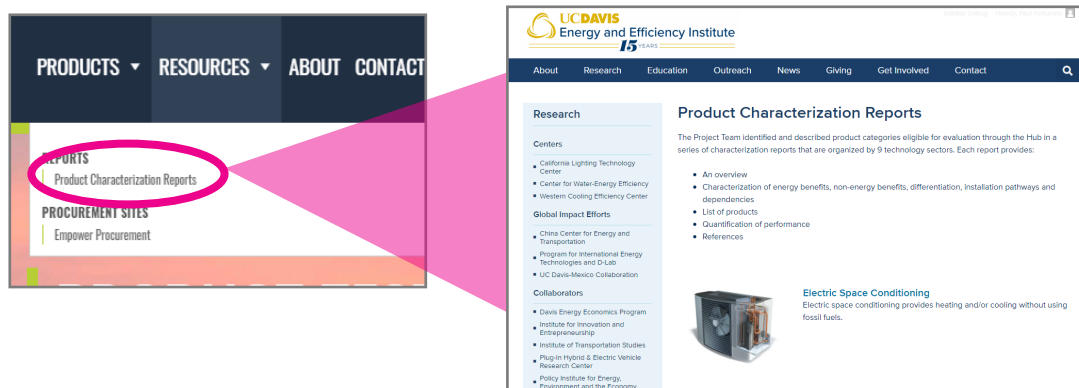 PRODUCTS ▾ RESOURCES ▾ ABOUT CONTACT
REPORTS
Product Characterization Reports
PROCUREMENT SITES
Empower Procurement
UCDAVIS
Energy and Efficiency Institute
15 YEARS
About Research Education Outreach News Giving Get Involved Contact
Research
Centers
California Lighting Technology
Center
Center for Water-Energy Efficiency
Western Cooling Efficiency Center
Global Impact Efforts
China Center for Energy and
Transportation
Program for International Energy
Technologies and D-Lab
UC Davis-Mexico Collaboration
Collaborators
Davis Energy Economics Program
Institute for Innovation and
Entrepreneurship
Institute of Transportation Studies
Plug-In Hybrid & Electric Vehicle
Research Center
Policy Institute for Energy,
Environment and the Economy
Product Characterization Reports
The Project Team identified and described product categories eligible for evaluation through the Hub in a
series of characterization reports that are organized by 9 technology sectors. Each report provides:
• An overview
• Characterization of energy benefits, non-energy benefits, differentiation, installation pathways and
dependencies
• List of products
• Quantification of performance
• References
Electric Space Conditioning
Electric space conditioning provides heating and/or cooling without using
fossil fuels.